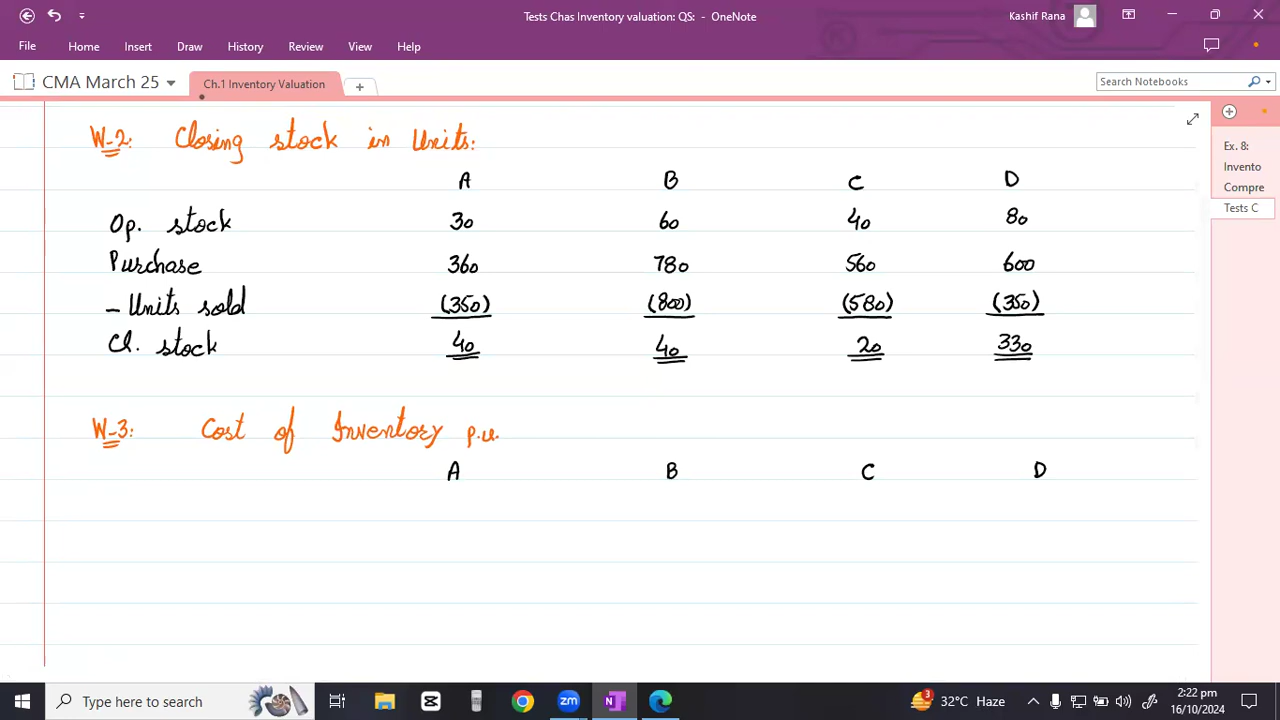 Tests Chas Inventory valuation: QS: - OneNote
Kashif Rana
File Home Insert Draw History Review View Help
CMA March 25 Ch.1 Inventory Valuation
Search Notebooks
Ex. 8:
Invento
Compre
Tests C
W-2: Closing stock in Units:
A B C D
Op. stock 30 60 40 80
Purchase 360 780 560 600
- Units sold (350) (800) (580) (350)
Cl. stock 40 40 20 330
W-3: Cost of Inventory p.u.
A B C D
Type here to search
3
32°C Haze
2:22 pm
16/10/2024